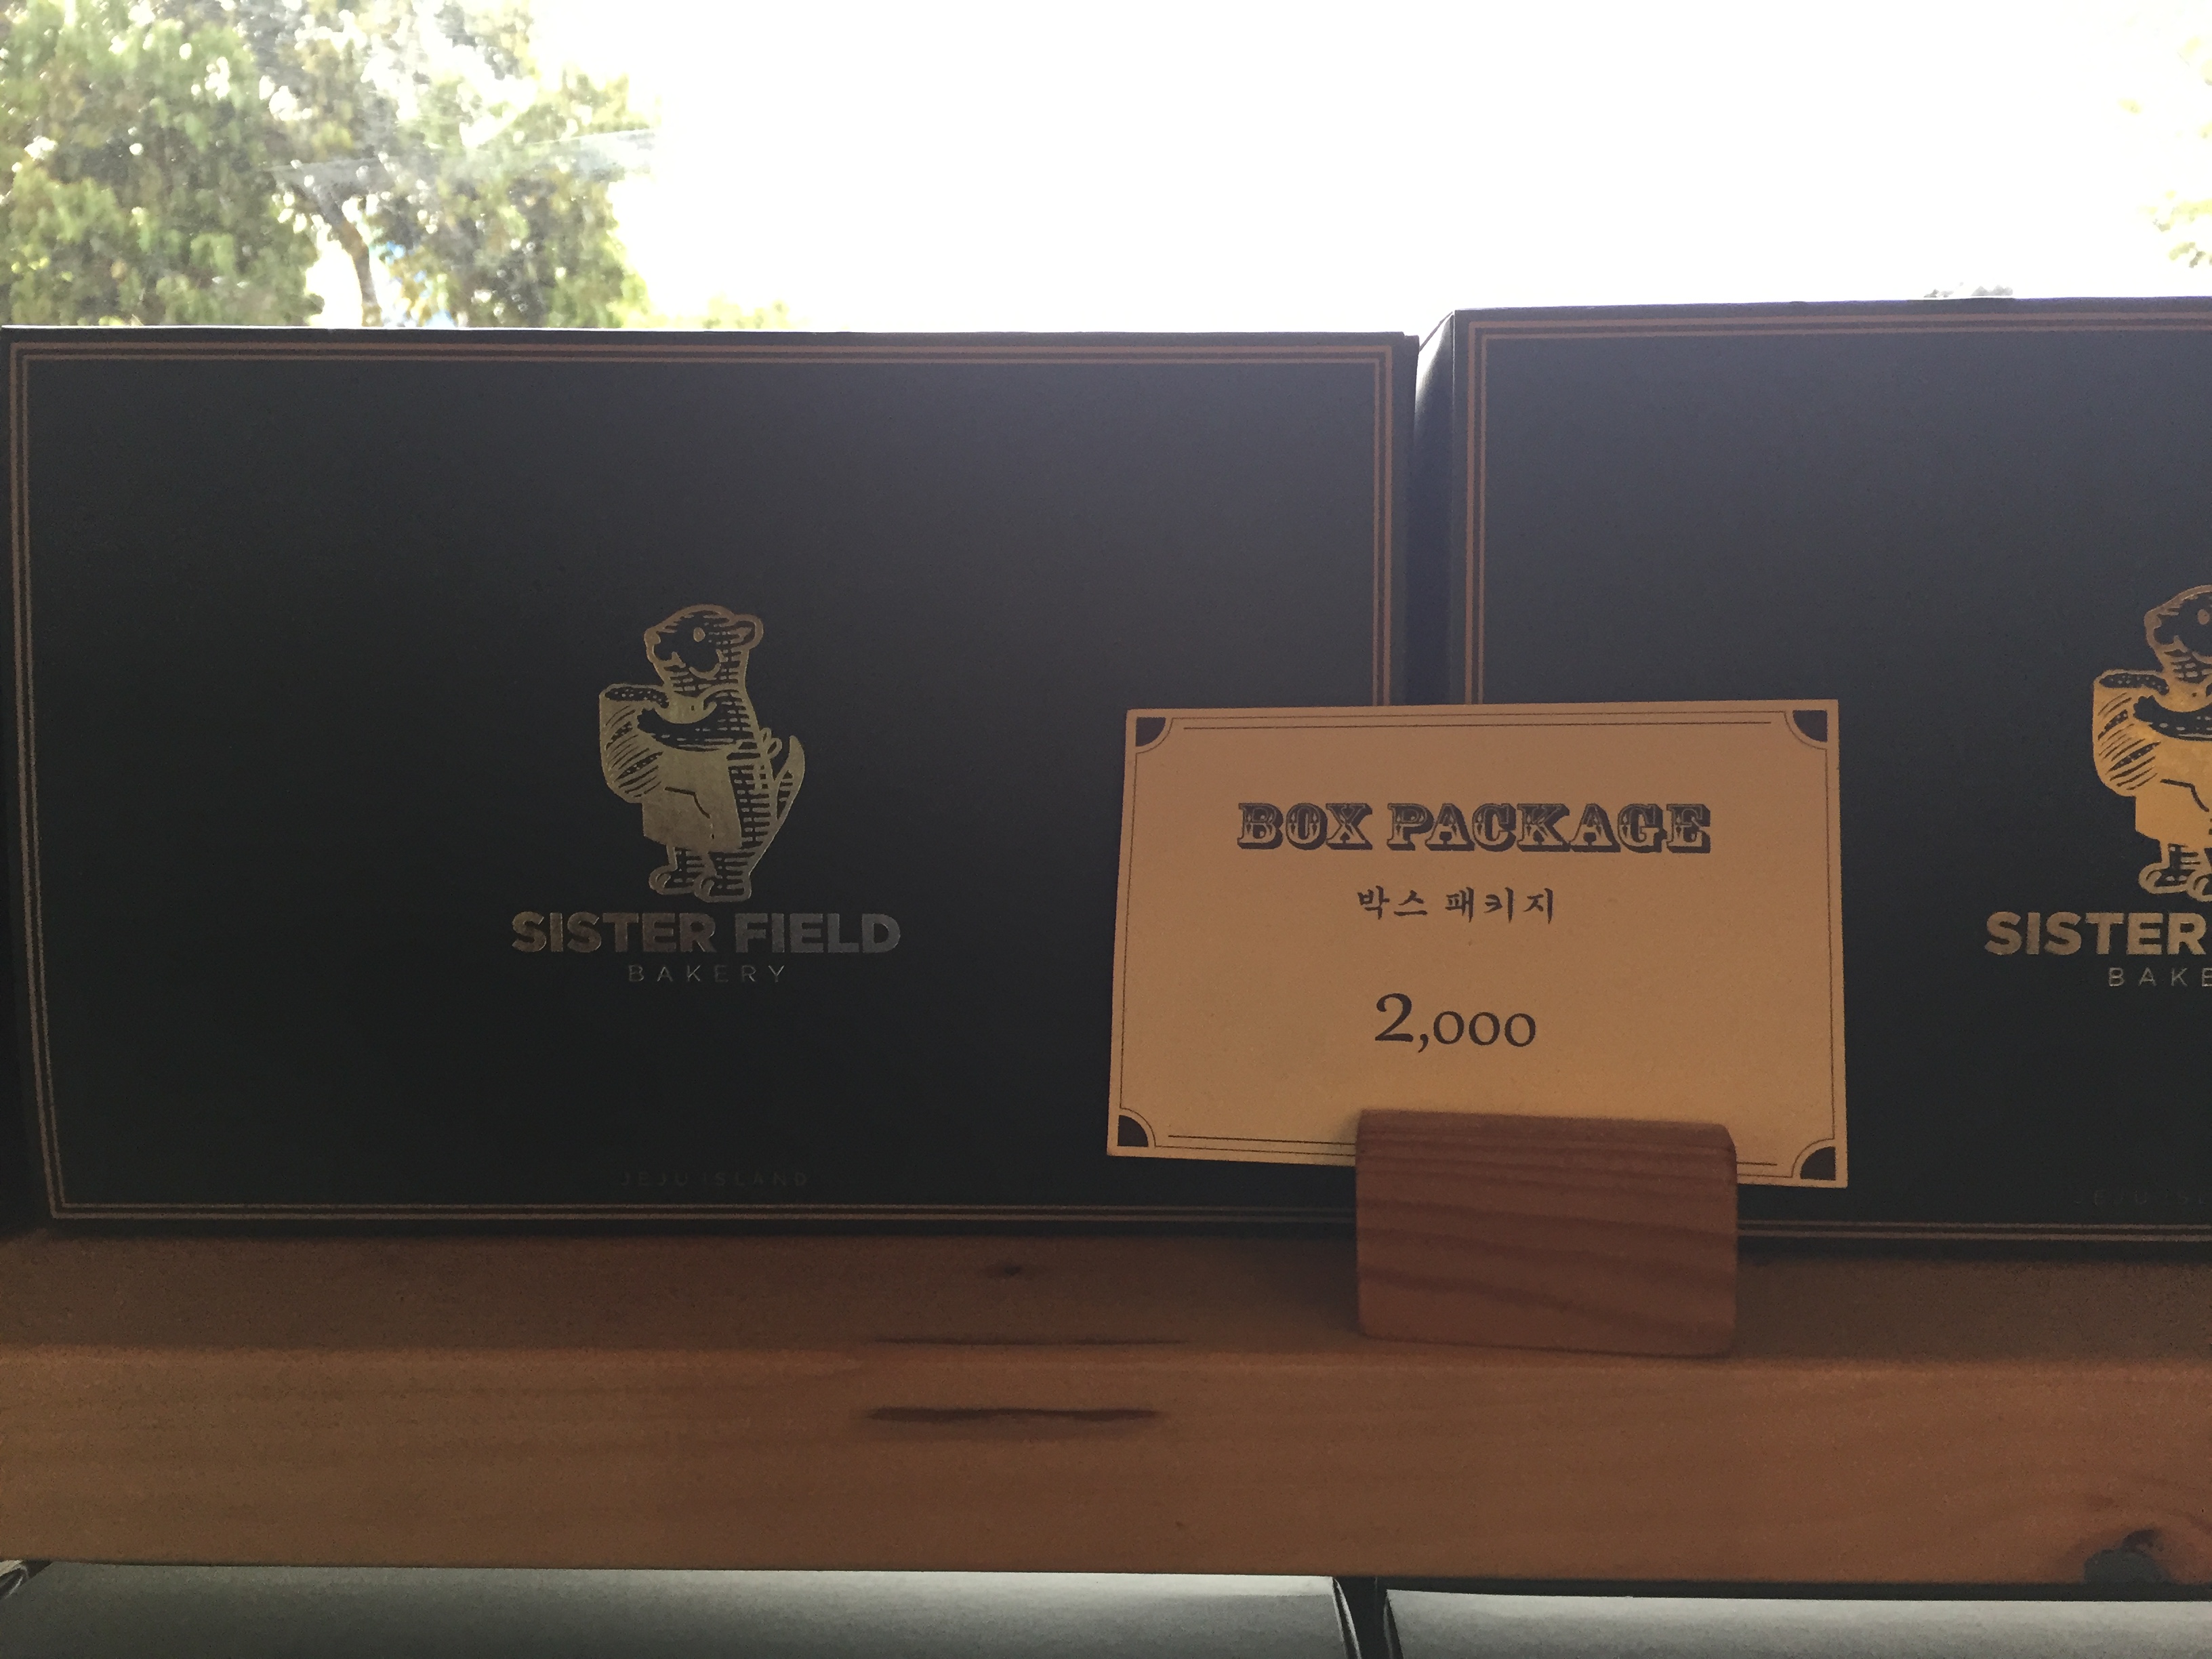 SISTER FIELD
BAKERY
JEJU ISLAND
BOX PACKAGE
박스 패키지
2,000
SISTER
BAKE